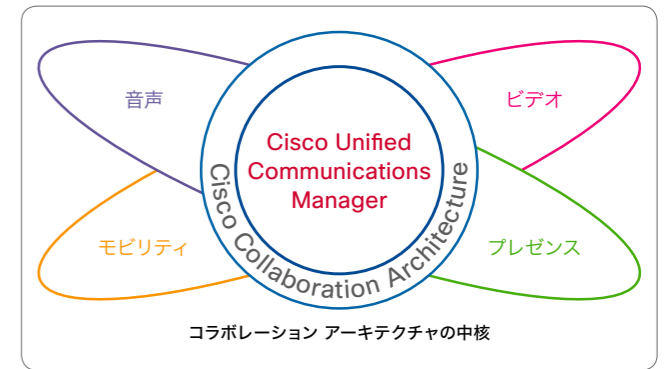 音声
ビデオ
Cisco Unified
Communications
Manager
Cisco Collaboration Architecture
モビリティ
プレゼンス
コラボレーション アーキテクチャの中核